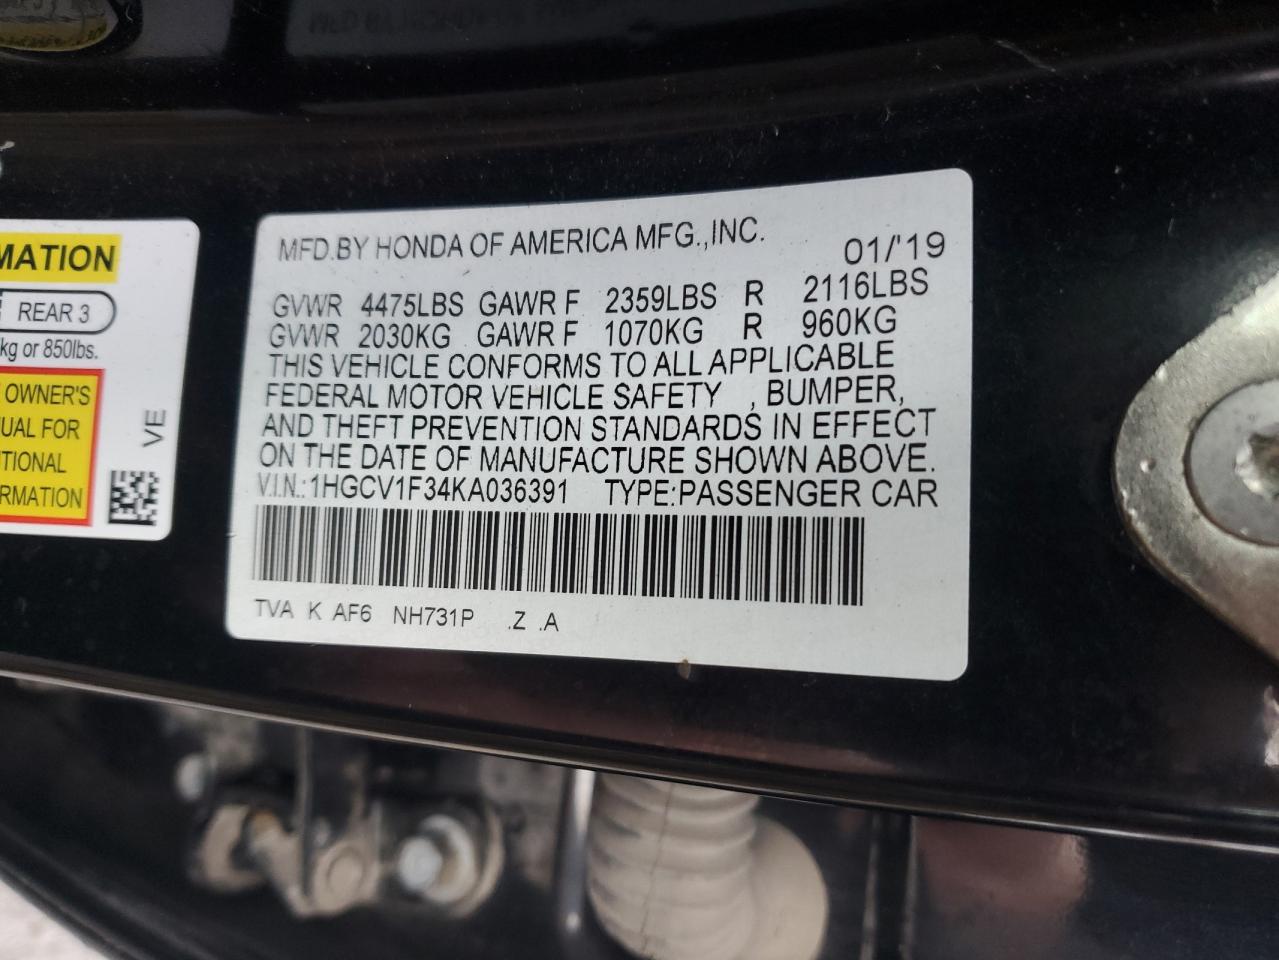 MATION
REAR 3
kg or 850lbs.
OWNER'S
UAL FOR
ITIONAL
ORMATION
VE
MFD.BY HONDA OF AMERICA MFG.,INC. 01/'19
GVWR 4475LBS GAWR F 2359LBS R 2116LBS
GVWR 2030KG GAWR F 1070KG R 960KG
THIS VEHICLE CONFORMS TO ALL APPLICABLE
FEDERAL MOTOR VEHICLE SAFETY , BUMPER,
AND THEFT PREVENTION STANDARDS IN EFFECT
ON THE DATE OF MANUFACTURE SHOWN ABOVE.
V.I.N.:1HGCV1F34KA036391 TYPE:PASSENGER CAR
TVA K AF6 NH731P .Z .A